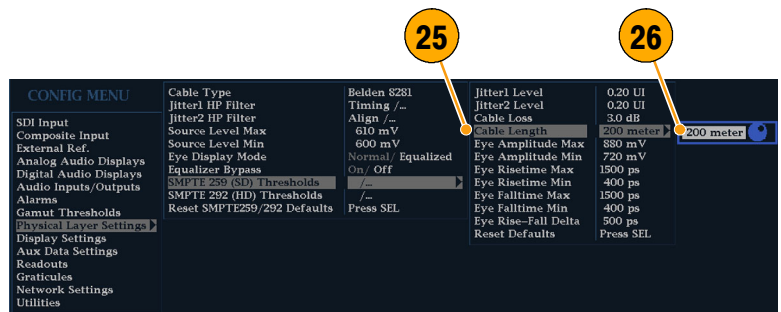 25
26
CONFIG MENU
SDI Input
Composite Input
External Ref.
Analog Audio Displays
Digital Audio Displays
Audio Inputs/Outputs
Alarms
Gamut Thresholds
Physical Layer Settings
Display Settings
Aux Data Settings
Readouts
Graticules
Network Settings
Utilities
Cable Type Belden 8281
Jitter1 HP Filter Timing /...
Jitter2 HP Filter Align /...
Source Level Max 610 mV
Source Level Min 600 mV
Eye Display Mode Normal/ Equalized
Equalizer Bypass On/ Off
SMPTE 259 (SD) Thresholds /...
SMPTE 292 (HD) Thresholds /...
Reset SMPTE259/292 Defaults Press SEL
Jitter1 Level 0.20 UI
Jitter2 Level 0.20 UI
Cable Loss 3.0 dB
Cable Length 200 meter
Eye Amplitude Max 880 mV
Eye Amplitude Min 720 mV
Eye Risetime Max 1500 ps
Eye Risetime Min 400 ps
Eye Falltime Max 1500 ps
Eye Falltime Min 400 ps
Eye Rise-Fall Delta 500 ps
Reset Defaults Press SEL
200 meter